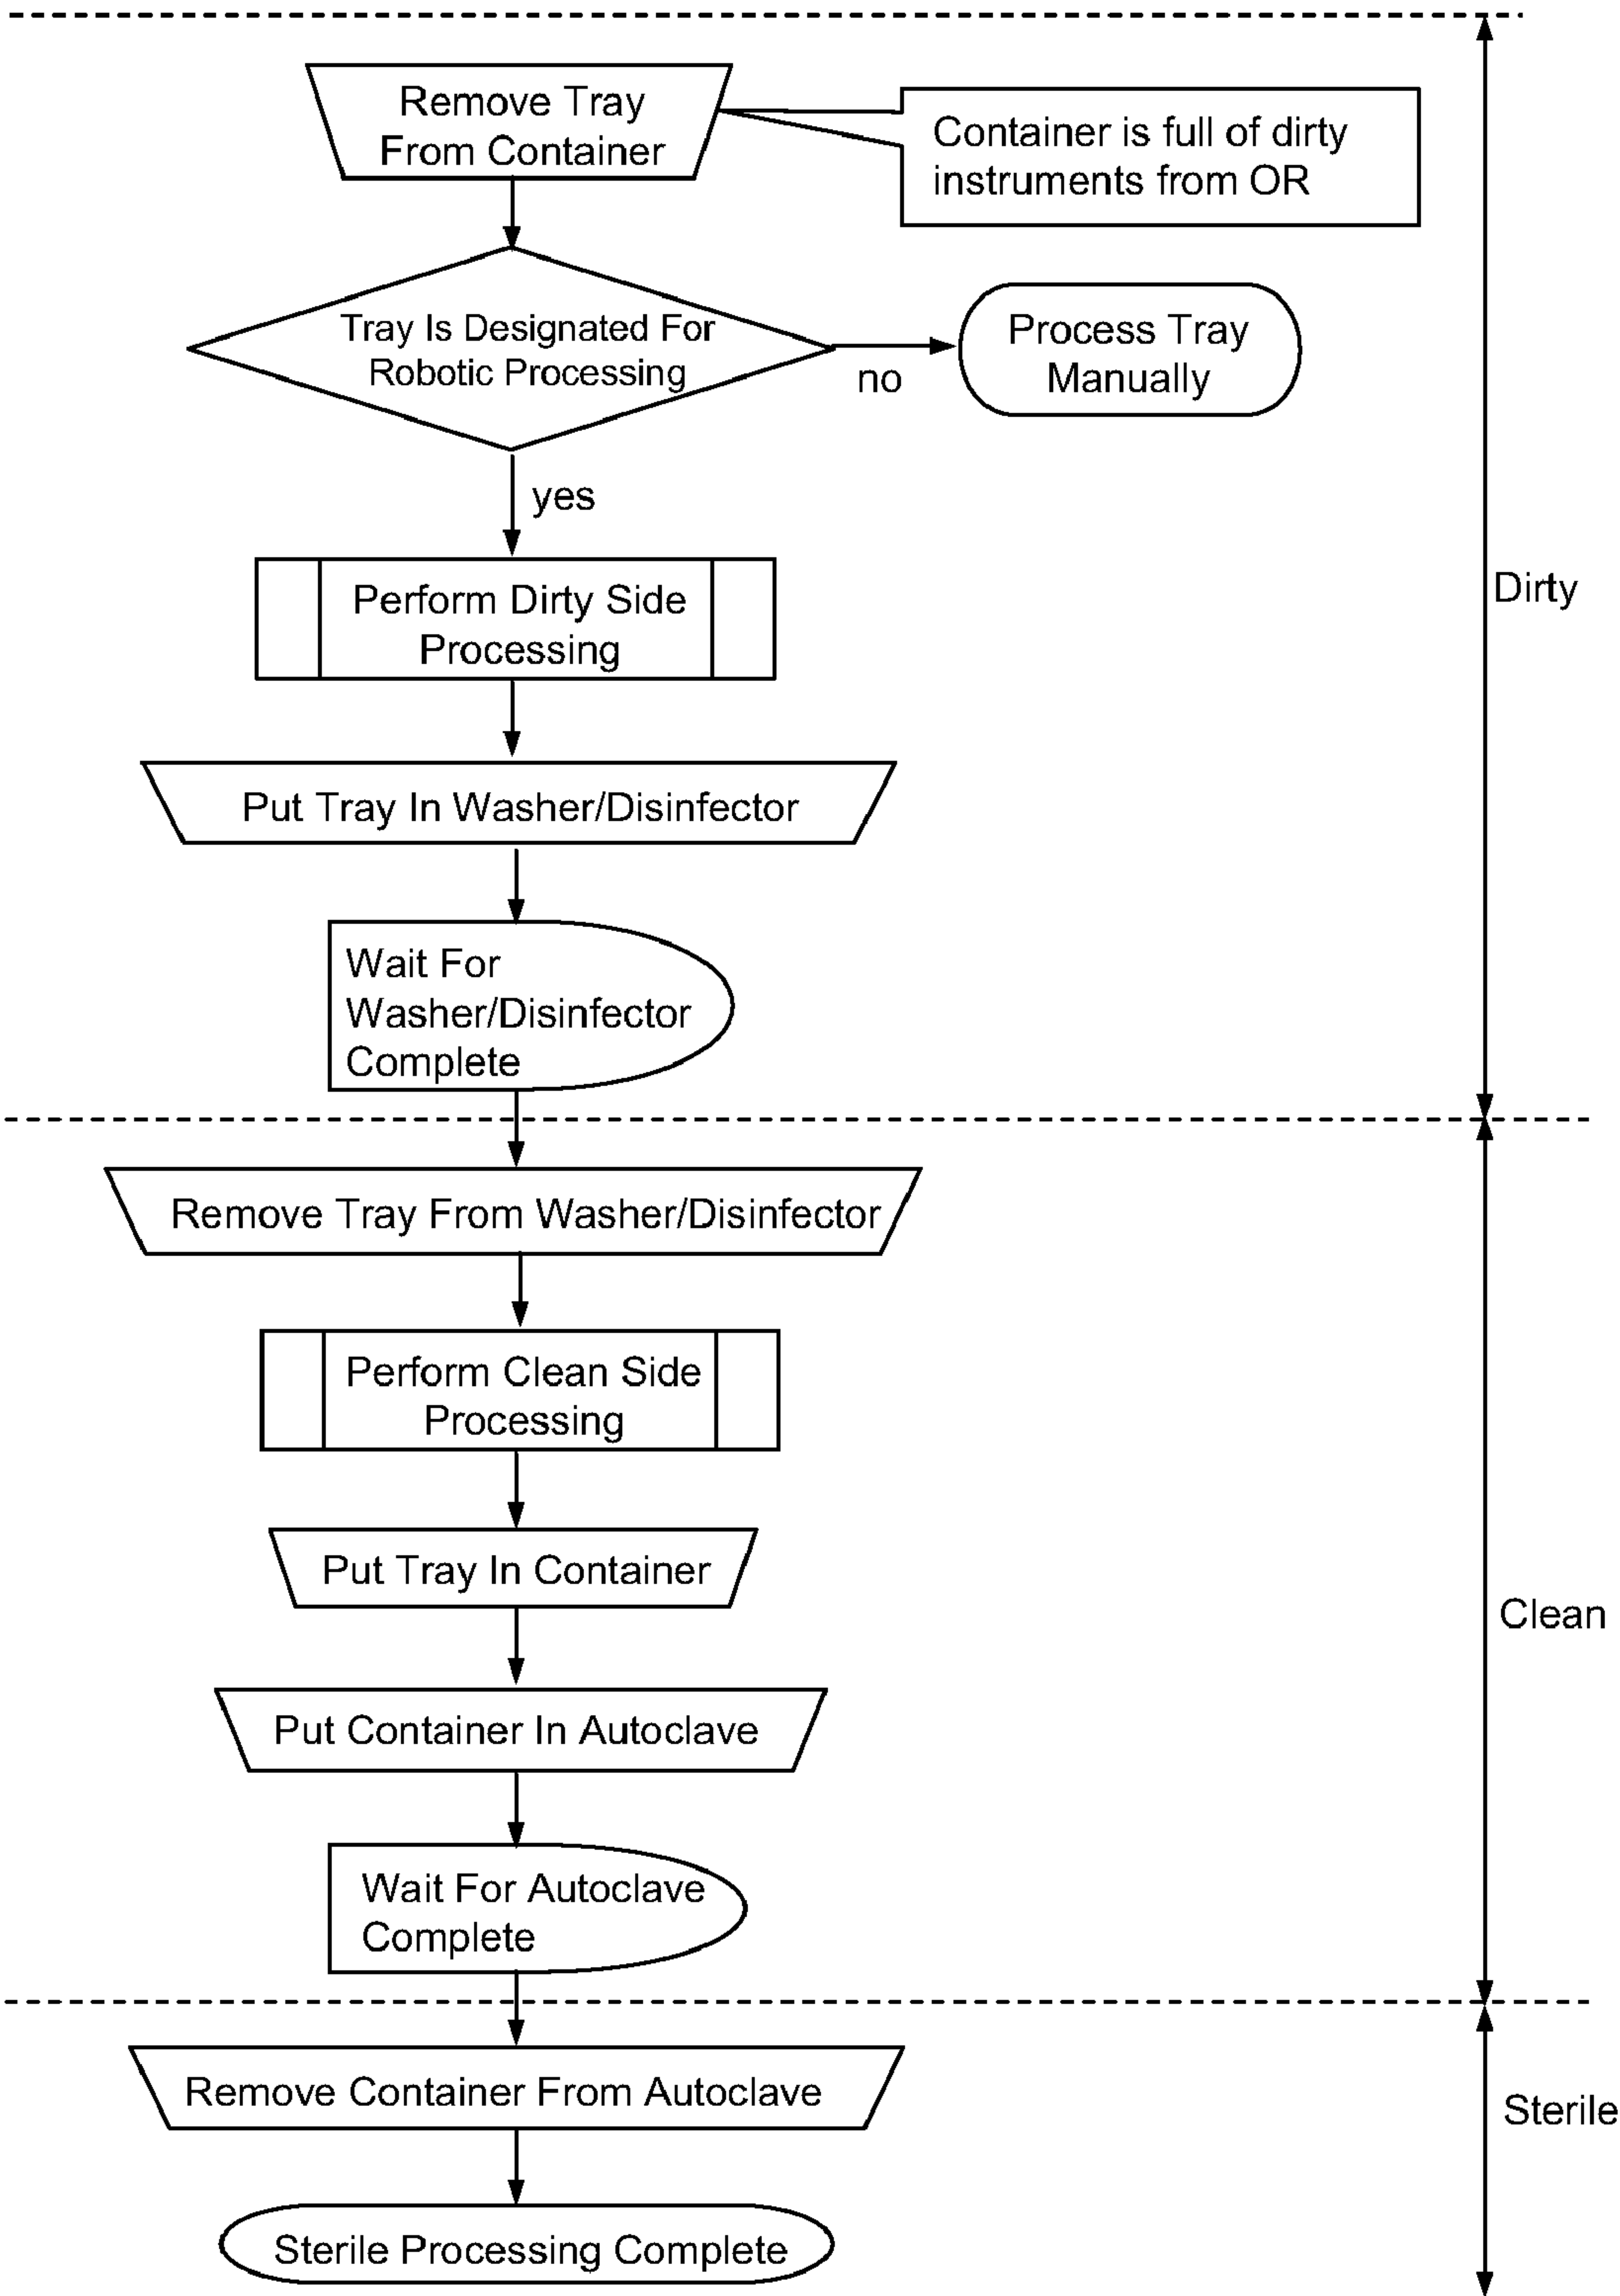 Remove Tray
From Container
Container is full of dirty
instruments from OR
Tray Is Designated For
Robotic Processing
no
Process Tray
Manually
yes
Perform Dirty Side
Processing
Dirty
Put Tray In Washer/Disinfector
Wait For
Washer/Disinfector
Complete
Remove Tray From Washer/Disinfector
Perform Clean Side
Processing
Put Tray In Container
Clean
Put Container In Autoclave
Wait For Autoclave
Complete
Remove Container From Autoclave
Sterile
Sterile Processing Complete